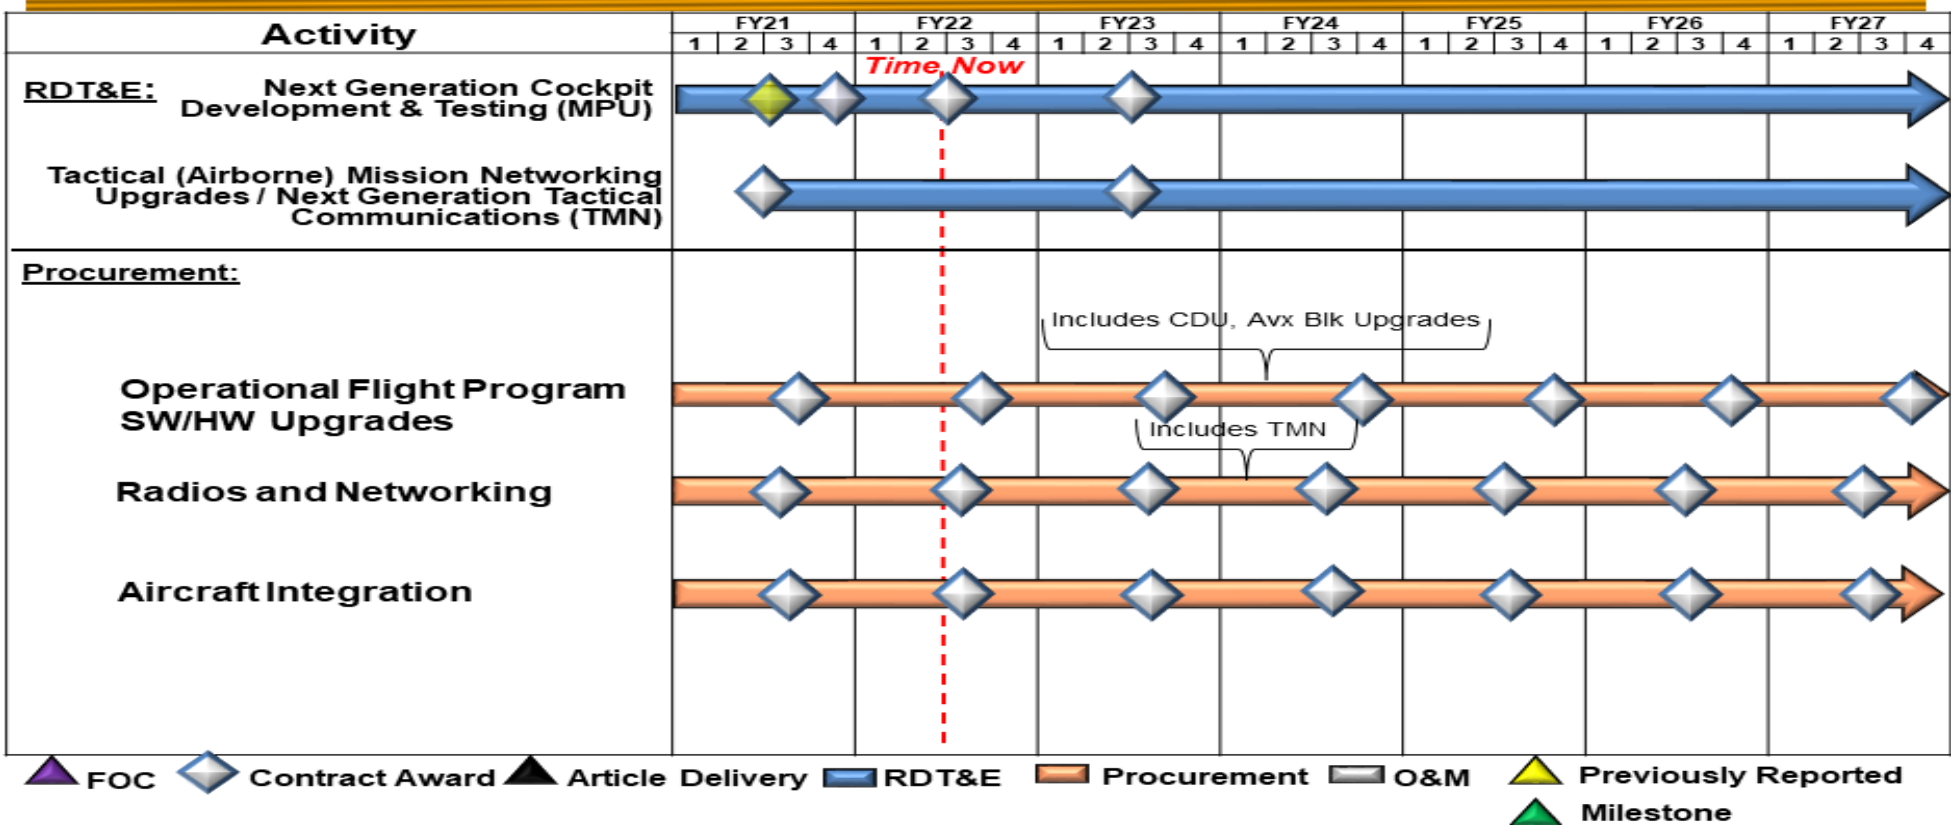 Activity
FY21 FY22 FY23 FY24 FY25 FY26 FY27
1 2 3 4 1 2 3 4 1 2 3 4 1 2 3 4 1 2 3 4 1 2 3 4 1 2 3 4
Time Now
RDT&E: Next Generation Cockpit
Development & Testing (MPU)
Tactical (Airborne) Mission Networking
Upgrades / Next Generation Tactical
Communications (TMN)
Procurement:
Includes CDU, Avx Blk Upgrades
Operational Flight Program
SW/HW Upgrades
Includes TMN
Radios and Networking
Aircraft Integration
FOC Contract Award Article Delivery RDT&E Procurement O&M Previously Reported
Milestone